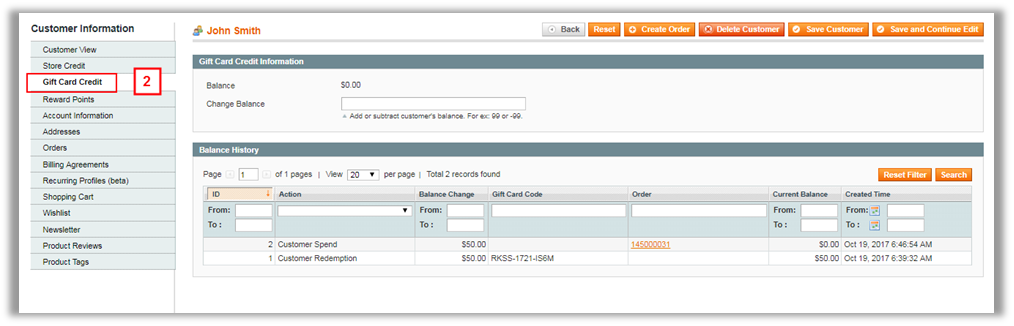 Customer Information
Customer View
Store Credit
Gift Card Credit
2
Reward Points
Account Information
Addresses
Orders
Billing Agreements
Recurring Profiles (beta)
Shopping Cart
Wishlist
Newsletter
Product Reviews
Product Tags
John Smith Back Reset Create Order Delete Customer Save Customer Save and Continue Edit
Gift Card Credit Information
Balance $0.00
Change Balance
Add or subtract customer's balance. For ex: 99 or -99.
Balance History
Page 1 of 1 pages | View 20 per page | Total 2 records found Reset Filter Search
ID Action Balance Change Gift Card Code Order Current Balance Created Time
From: From: From: From:
To : To : To : To :
2 Customer Spend $50.00 145000031 $0.00 Oct 19, 2017 6:46:54 AM
1 Customer Redemption $50.00 RKSS-1721-IS6M $50.00 Oct 19, 2017 6:39:32 AM